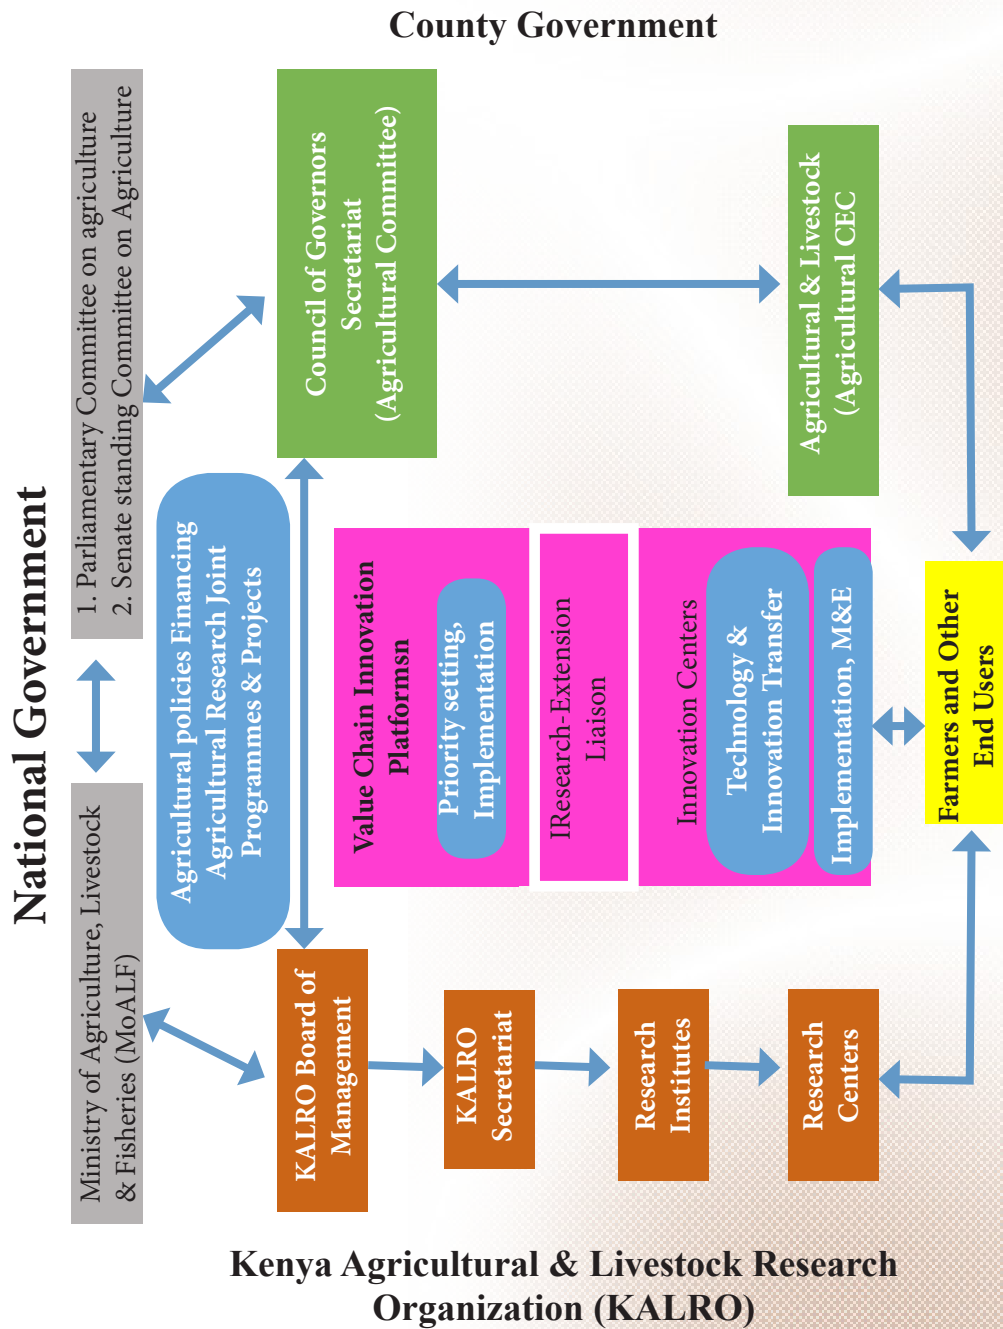 County Government
National Government
Ministry of Agriculture, Livestock
& Fisheries (MoALF)
1. Parliamentary Committee on agriculture
2. Senate standing Committee on Agriculture
Agricultural policies Financing
Agricultural Research Joint
Programmes & Projects
KALRO Board of
Management
Council of Governors
Secretariat
(Agricultural Committee)
Value Chain Innovation
Platformsn
Priority setting,
Implementation
KALRO
Secretariat
IResearch-Extension
Liaison
Research
Institutes
Innovation Centers
Technology &
Innovation Transfer
Implementation, M&E
Research
Centers
Agricultural & Livestock
(Agricultural CEC)
Farmers and Other
End Users
Kenya Agricultural & Livestock Research
Organization (KALRO)